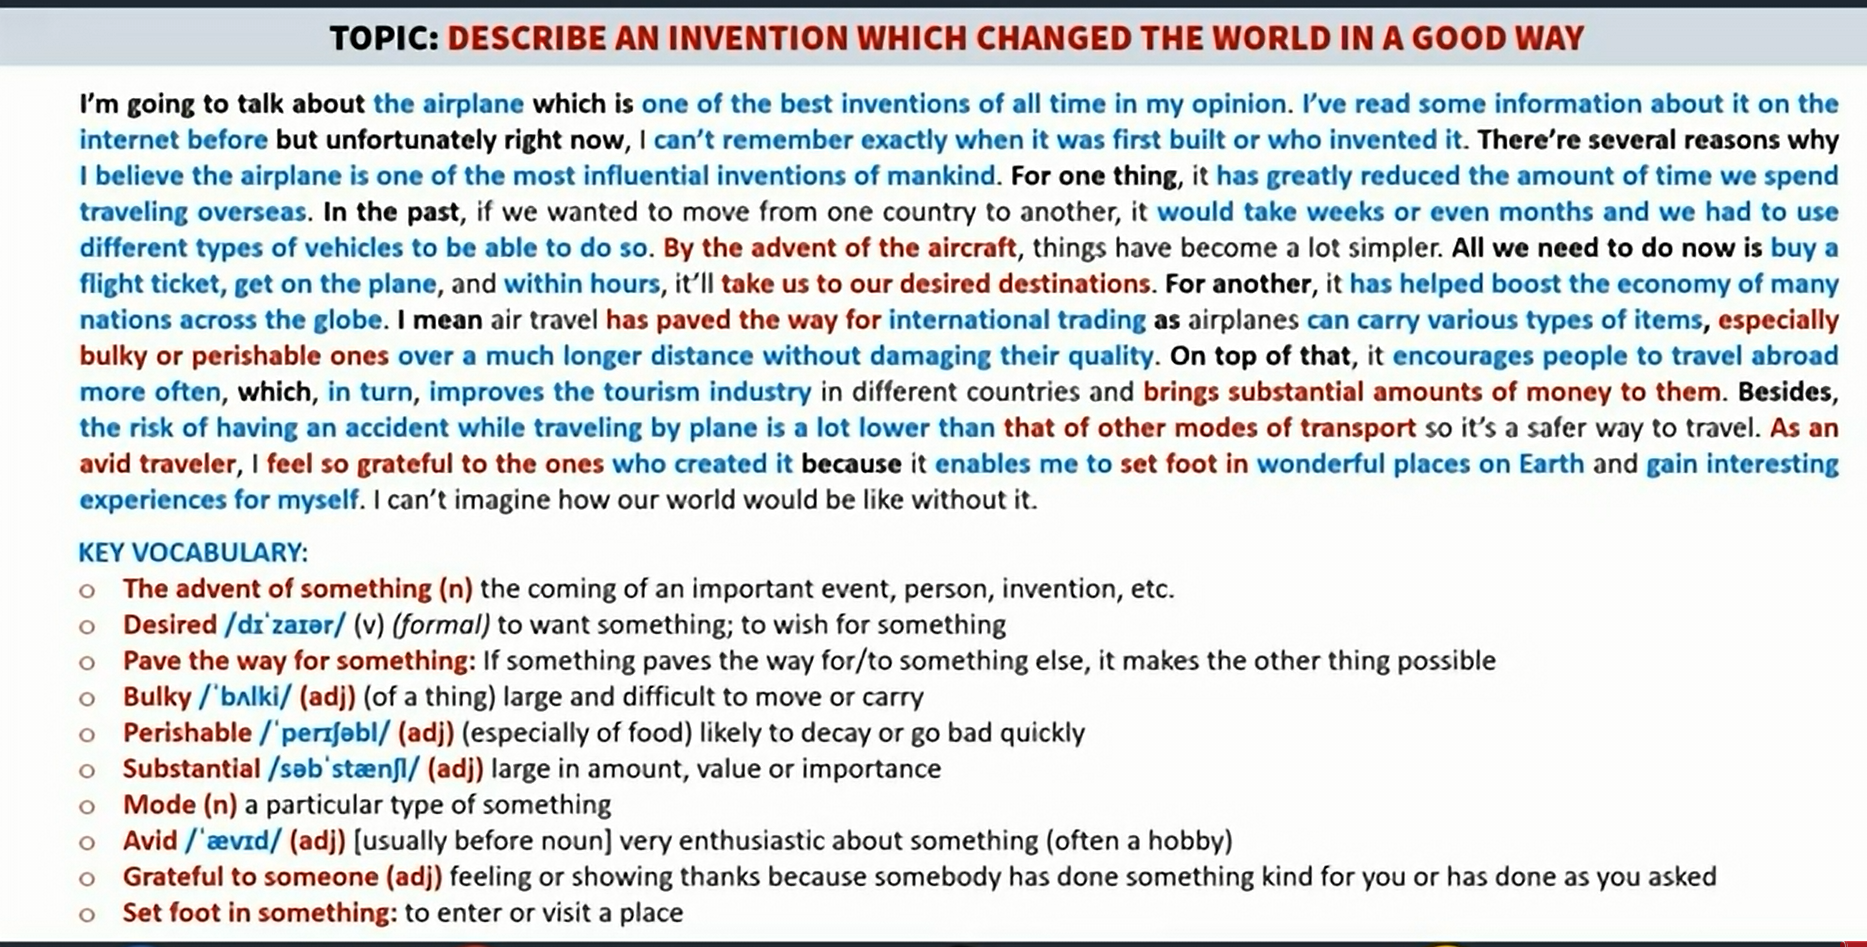 TOPIC: DESCRIBE AN INVENTION WHICH CHANGED THE WORLD IN A GOOD WAY
I'm going to talk about the airplane which is one of the best inventions of all time in my opinion. I've read some information about it on the
internet before but unfortunately right now, I can't remember exactly when it was first built or who invented it. There're several reasons why
I believe the airplane is one of the most influential inventions of mankind. For one thing, it has greatly reduced the amount of time we spend
traveling overseas. In the past, if we wanted to move from one country to another, it would take weeks or even months and we had to use
different types of vehicles to be able to do so. By the advent of the aircraft, things have become a lot simpler. All we need to do now is buy a
flight ticket, get on the plane, and within hours, it'll take us to our desired destinations. For another, it has helped boost the economy of many
nations across the globe. I mean air travel has paved the way for international trading as airplanes can carry various types of items, especially
bulky or perishable ones over a much longer distance without damaging their quality. On top of that, it encourages people to travel abroad
more often, which, in turn, improves the tourism industry in different countries and brings substantial amounts of money to them. Besides,
the risk of having an accident while traveling by plane is a lot lower than that of other modes of transport so it's a safer way to travel. As an
avid traveler, I feel so grateful to the ones who created it because it enables me to set foot in wonderful places on Earth and gain interesting
experiences for myself. I can't imagine how our world would be like without it.
KEY VOCABULARY:
o The advent of something (n) the coming of an important event, person, invention, etc.
o Desired /dɪˈzaɪər/ (v) (formal) to want something; to wish for something
o Pave the way for something: If something paves the way for/to something else, it makes the other thing possible
o Bulky /ˈbʌlki/ (adj) (of a thing) large and difficult to move or carry
o Perishable /ˈperɪʃəbl/ (adj) (especially of food) likely to decay or go bad quickly
o Substantial /səbˈstænʃl/ (adj) large in amount, value or importance
o Mode (n) a particular type of something
o Avid /ˈævɪd/ (adj) [usually before noun] very enthusiastic about something (often a hobby)
o Grateful to someone (adj) feeling or showing thanks because somebody has done something kind for you or has done as you asked
o Set foot in something: to enter or visit a place